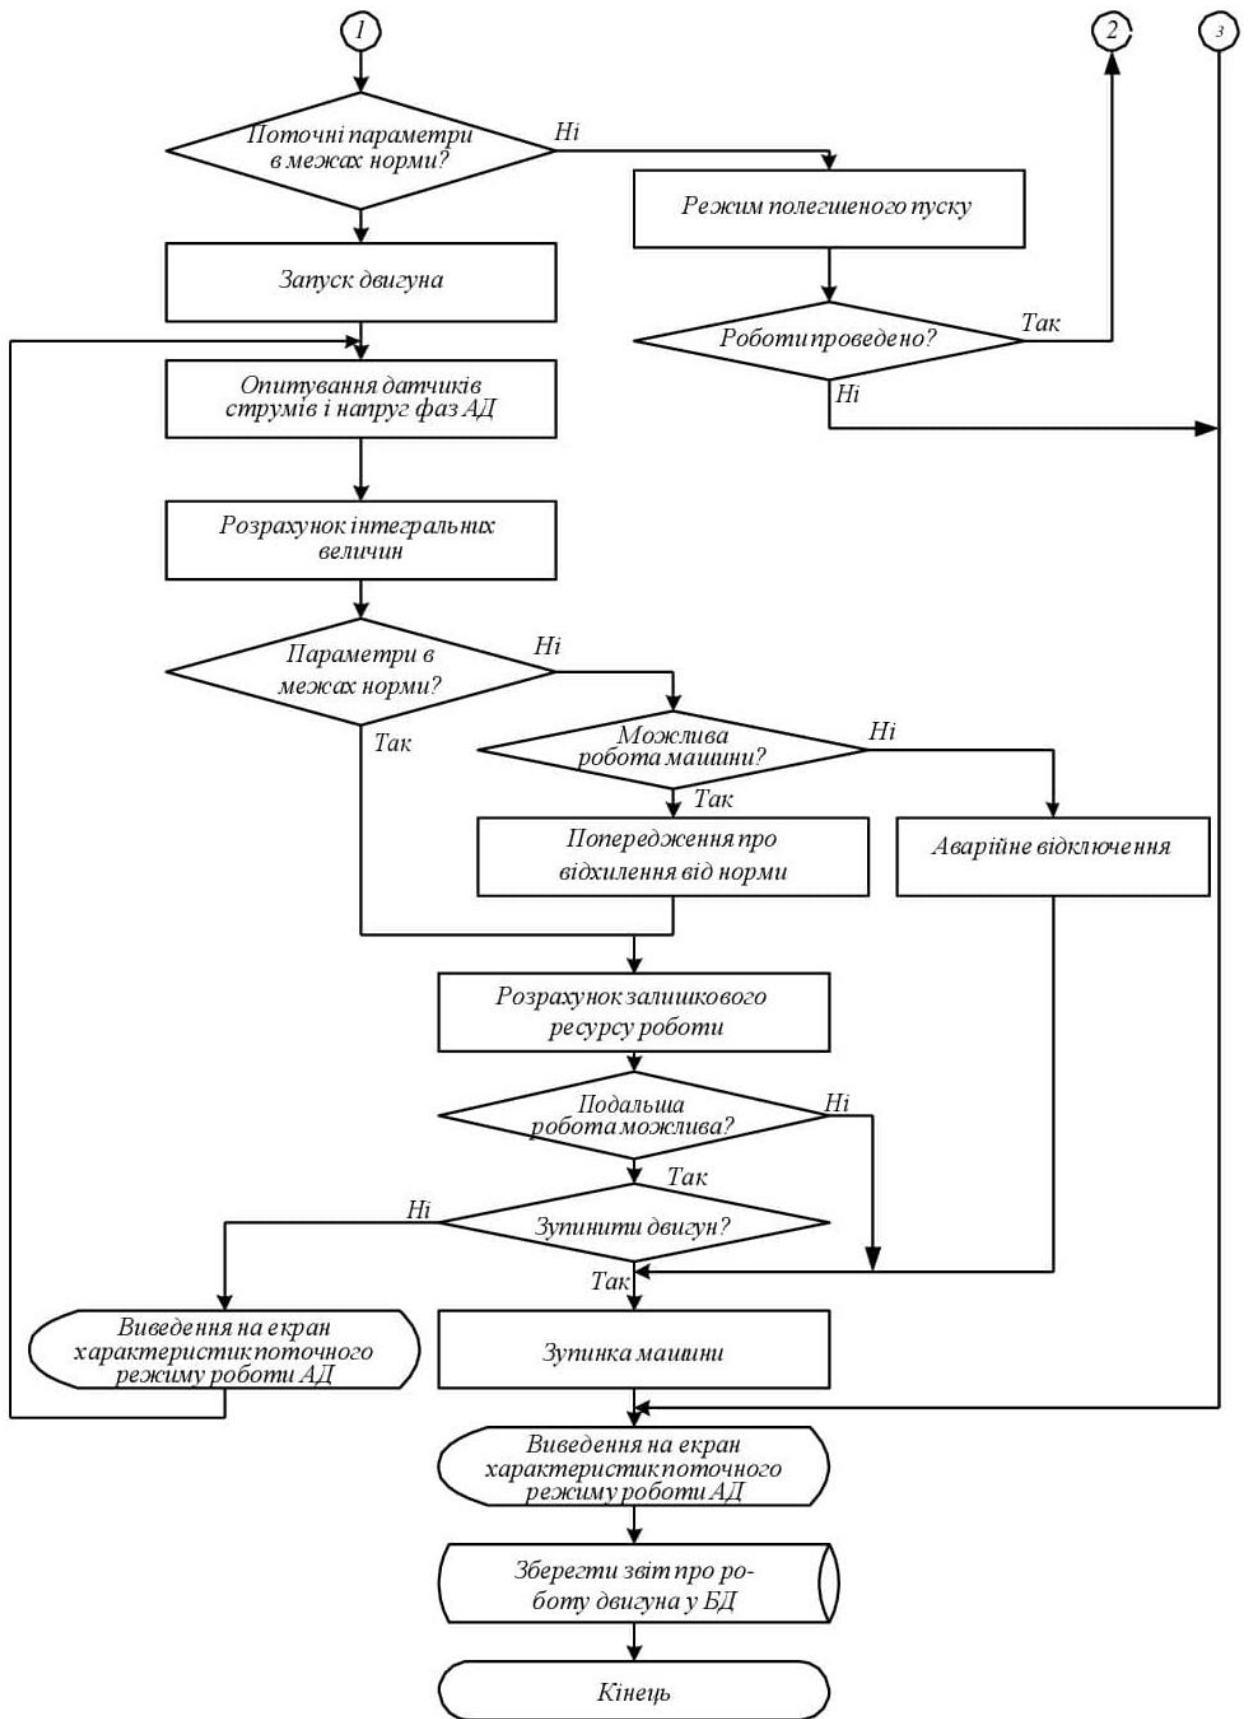 1
2
3
Поточні параметри
в межах норми?
Ні
Режим полегшеного пуску
Запуск двигуна
Роботи проведено?
Так
Ні
Опитування датчиків
струмів і напруг фаз АД
Розрахунок інтегральних
величин
Параметри в
межах норми?
Ні
Так
Можлива
робота машини?
Ні
Так
Попередження про
відхилення від норми
Аварійне відключення
Розрахунок залишкового
ресурсу роботи
Подальша
робота можлива?
Ні
Так
Зупинити двигун?
Ні
Так
Виведення на екран
характеристик поточного
режиму роботи АД
Зупинка машини
Виведення на екран
характеристик поточного
режиму роботи АД
Зберегти звіт про ро-
боту двигуна у БД
Кінець